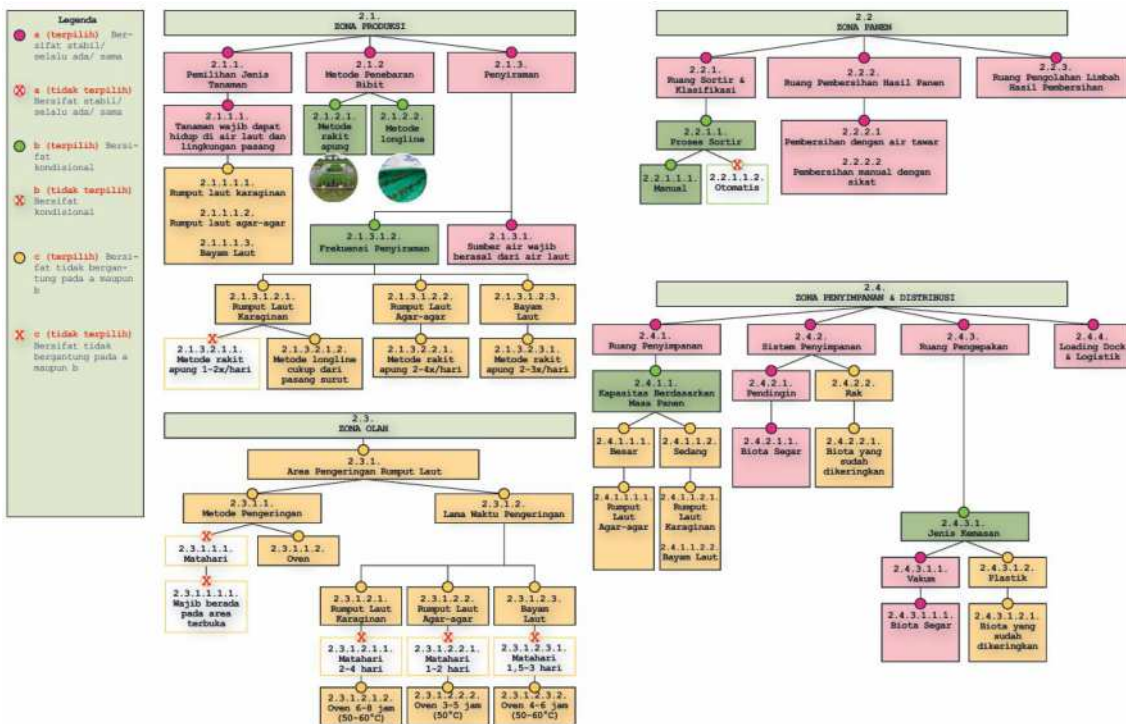 Legenda
a (terpilih) Ber-
sifat stabil/
selalu ada/ sama
a (tidak terpilih)
Bersifat stabil/
selalu ada/ sama
b (terpilih) Bersi-
fat
kondisional
b (tidak terpilih)
Bersifat
kondisional
c (terpilih) Bersi-
fat tidak bergan-
tung pada a maupun
b
c (tidak terpilih)
Bersifat tidak
bergantung pada a
maupun b
2.1.
ZONA PRODUKSI
2.1.1.
Pemilihan Jenis
Tanaman
2.1.2
Metode Penebaran
Bibit
2.1.3.
Penyiraman
2.1.1.1.
Tanaman wajib dapat
hidup di air laut dan
lingkungan pasang
2.1.2.1.
Metode
rakit
apung
2.1.2.2.
Metode
longline
2.1.1.1.1.
Rumput laut karaginan
2.1.1.1.2.
Rumput laut agar-agar
2.1.1.1.3.
Bayam Laut
2.1.3.1.2.
Frekuensi Penyiraman
2.1.3.1.
Sumber air wajib
berasal dari air laut
2.1.3.1.2.1.
Rumput Laut
Karaginan
2.1.3.1.2.2.
Rumput Laut
Agar-agar
2.1.3.1.2.3.
Bayam
Laut
2.1.3.2.1.1.
Metode rakit
apung 1-2x/hari
2.1.3.2.1.2.
Metode longline
cukup dari
pasang surut
2.1.3.2.2.1.
Metode rakit
apung 2-4x/hari
2.1.3.2.3.1.
Metode rakit
apung 2-3x/hari
2.2
ZONA PANEN
2.2.1.
Ruang Sortir &
Klasifikasi
2.2.2.
Ruang Pembersihan Hasil Panen
2.2.3.
Ruang Pengolahan Limbah
Hasil Pembersihan
2.2.1.1.
Proses Sortir
2.2.1.1.1.
Manual
2.2.1.1.2.
Otomatis
2.2.2.1
Pembersihan dengan air tawar
2.2.2.2
Pembersihan manual dengan
sikat
2.3.
ZONA OLAH
2.3.1.
Area Pengeringan Rumput Laut
2.3.1.1.
Metode Pengeringan
2.3.1.2.
Lama Waktu Pengeringan
2.3.1.1.1.
Matahari
2.3.1.1.2.
Oven
2.3.1.1.1.1.
Wajib berada
pada area
terbuka
2.3.1.2.1.
Rumput Laut
Karaginan
2.3.1.2.2.
Rumput Laut
Agar-agar
2.3.1.2.3.
Bayam
Laut
2.3.1.2.1.1.
Matahari
2-4 hari
2.3.1.2.2.1.
Matahari
1-2 hari
2.3.1.2.3.1.
Matahari
1,5-3 hari
2.3.1.2.1.2.
Oven 6-8 jam
(50-60°C)
2.3.1.2.2.2.
Oven 3-5 jam
(50°C)
2.3.1.2.3.2.
Oven 4-6 jam
(50-60°C)
2.4.
ZONA PENYIMPANAN & DISTRIBUSI
2.4.1.
Ruang Penyimpanan
2.4.2.
Sistem Penyimpanan
2.4.3.
Ruang Pengepakan
2.4.4.
Loading Dock
& Logistik
2.4.1.1.
Kapasitas Berdasarkan
Masa Panen
2.4.2.1.
Pendingin
2.4.2.2.
Rak
2.4.1.1.1.
Besar
2.4.1.1.2.
Sedang
2.4.2.1.1.
Biota Segar
2.4.2.2.1.
Biota yang
sudah
dikeringkan
2.4.1.1.1.1.
Rumput
Laut
Agar-agar
2.4.1.1.2.1.
Rumput
Laut
Karaginan
2.4.1.1.2.2.
Bayam Laut
2.4.3.1.
Jenis Kemasan
2.4.3.1.1.
Vakum
2.4.3.1.2.
Plastik
2.4.3.1.1.1.
Biota Segar
2.4.3.1.2.1.
Biota yang
sudah
dikeringkan